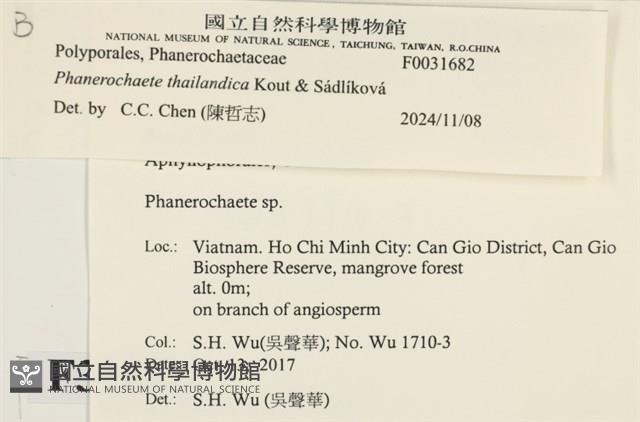 B
國立自然科學博物館
NATIONAL MUSEUM OF NATURAL SCIENCE, TAICHUNG, TAIWAN, R.O.CHINA
Polyporales, Phanerochaetaceae F0031682
Phanerochaete thailandica Kout & Sádlíková
Det. by C.C. Chen (陳哲志) 2024/11/08
Phanerochaete sp.
Loc.: Viatnam. Ho Chi Minh City: Can Gio District, Can Gio
Biosphere Reserve, mangrove forest
alt. 0m;
on branch of angiosperm
Col.: S.H. Wu(吳聲華); No. Wu 1710-3
Date: 2017
國立自然科學博物館
NATIONAL MUSEUM OF NATURAL SCIENCE
Det.: S.H. Wu (吳聲華)